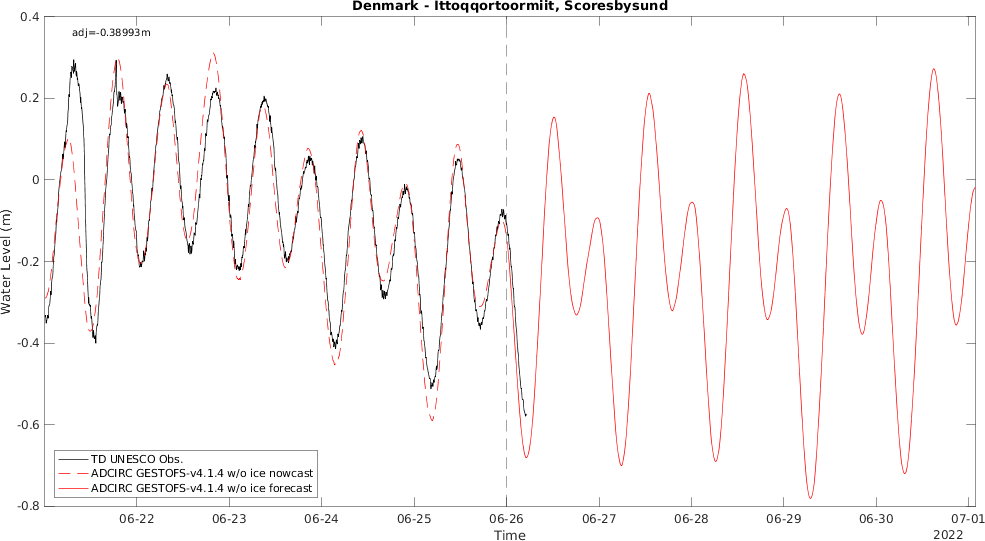 Denmark - Ittoqqortoormiit, Scoresbysund
adj=-0.38993m
0.4
0.2
0
-0.2
-0.4
-0.6
-0.8
Water Level (m)
TD UNESCO Obs.
ADCIRC GESTOFS-v4.1.4 w/o ice nowcast
ADCIRC GESTOFS-v4.1.4 w/o ice forecast
06-22 06-23 06-24 06-25 06-26 06-27 06-28 06-29 06-30 07-01
Time
2022